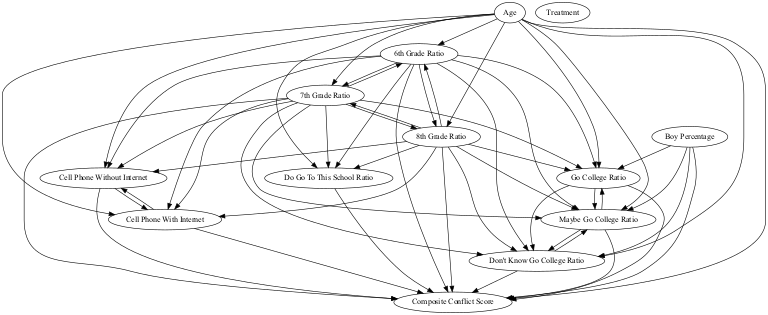 Age
Treatment
6th Grade Ratio
7th Grade Ratio
8th Grade Ratio
Boy Percentage
Cell Phone Without Internet
Do Go To This School Ratio
Go College Ratio
Cell Phone With Internet
Maybe Go College Ratio
Don't Know Go College Ratio
Composite Conflict Score